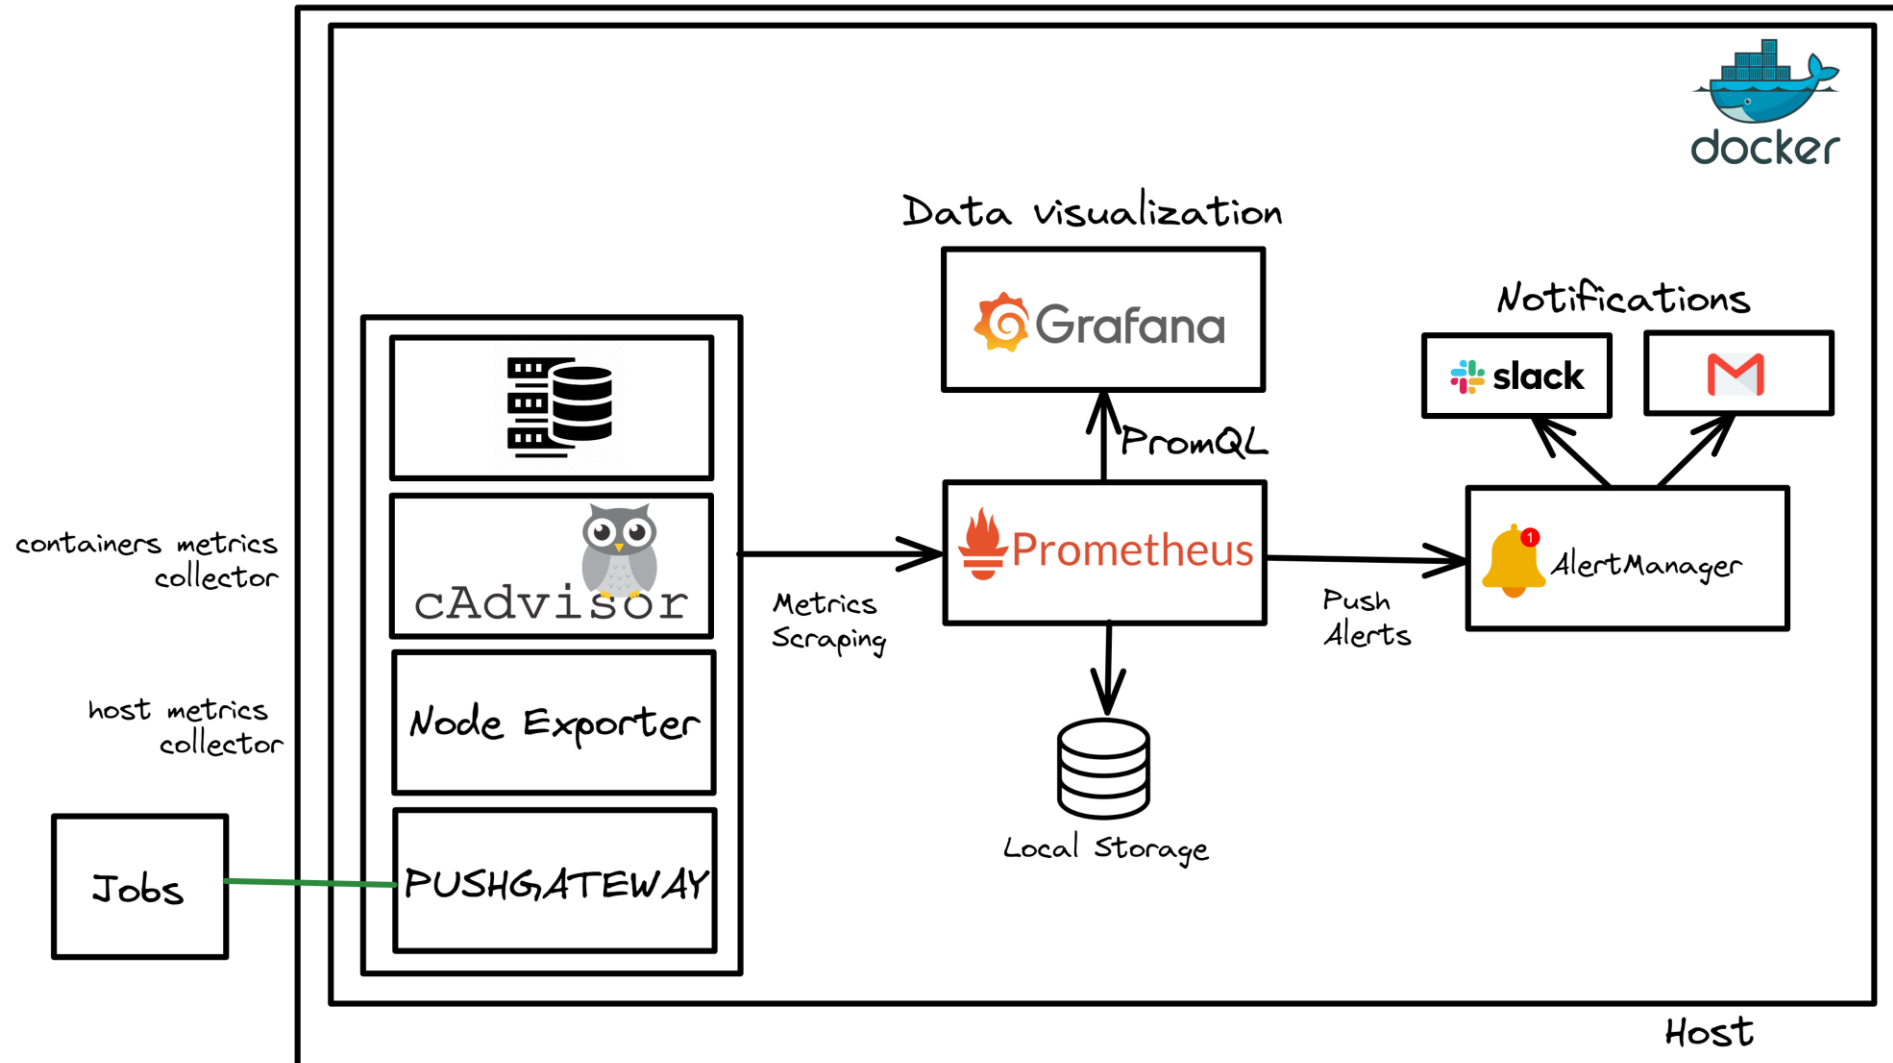 docker
Data visualization
Grafana
Notifications
slack
PromQL
containers metrics
collector
cAdvisor
Prometheus
1
AlertManager
Metrics
Scraping
Push
Alerts
host metrics
collector
Node Exporter
Local Storage
Jobs
PUSHGATEWAY
Host